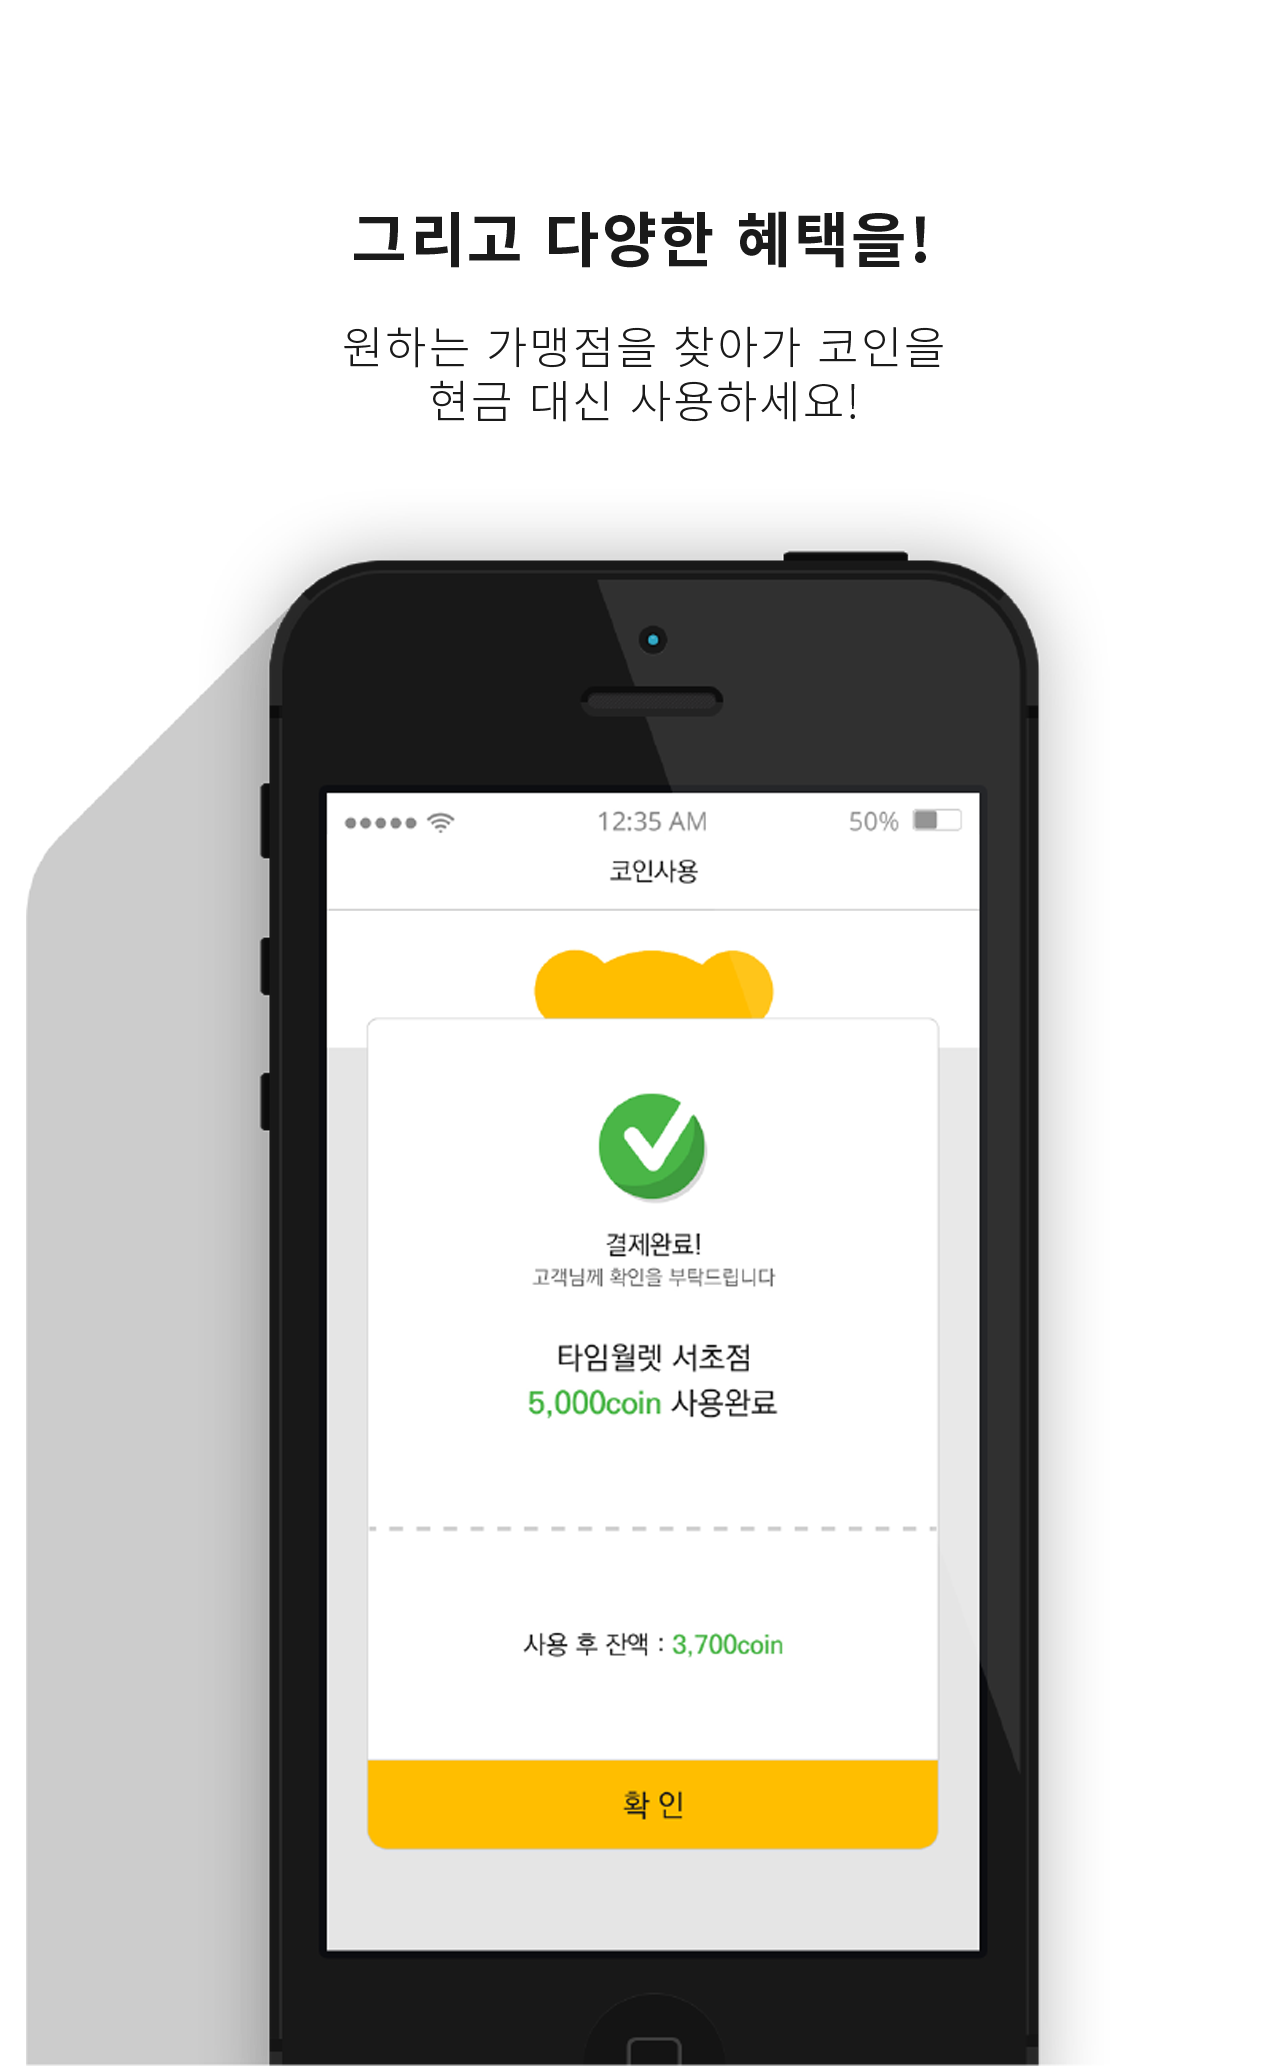 그리고 다양한 혜택을!
원하는 가맹점을 찾아가 코인을
현금 대신 사용하세요!
12:35 AM
50%
코인사용
결제완료!
고객님께 확인을 부탁드립니다
타임월렛 서초점
5,000coin 사용완료
사용 후 잔액 : 3,700coin
확 인